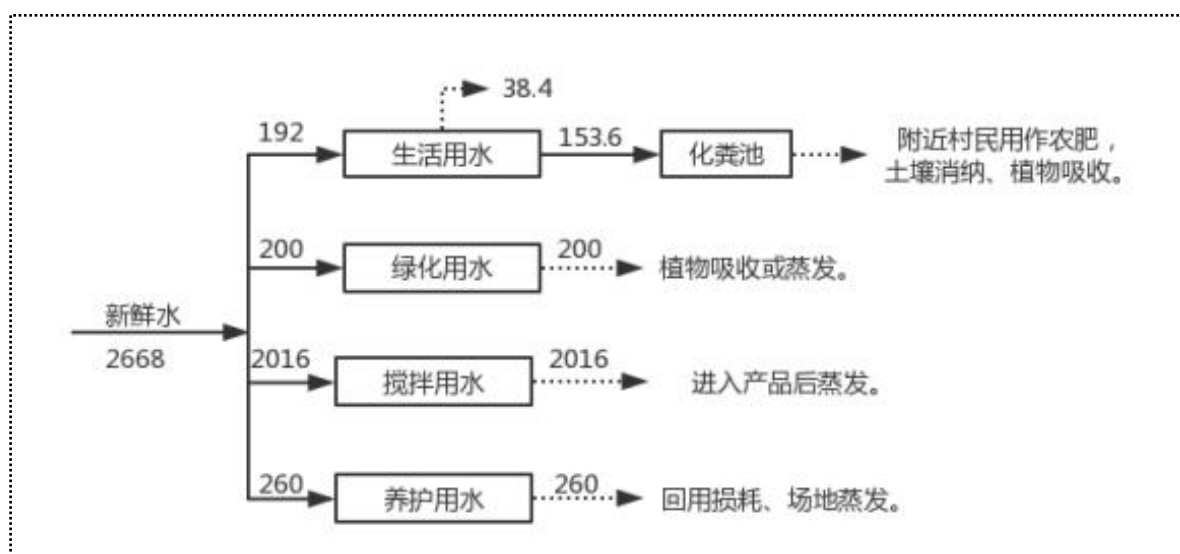 38.4
192
生活用水
153.6
化粪池
附近村民用作农肥，
土壤消纳、植物吸收。
200
绿化用水
200
植物吸收或蒸发。
新鲜水
2668
2016
搅拌用水
2016
进入产品后蒸发。
260
养护用水
260
回用损耗、场地蒸发。